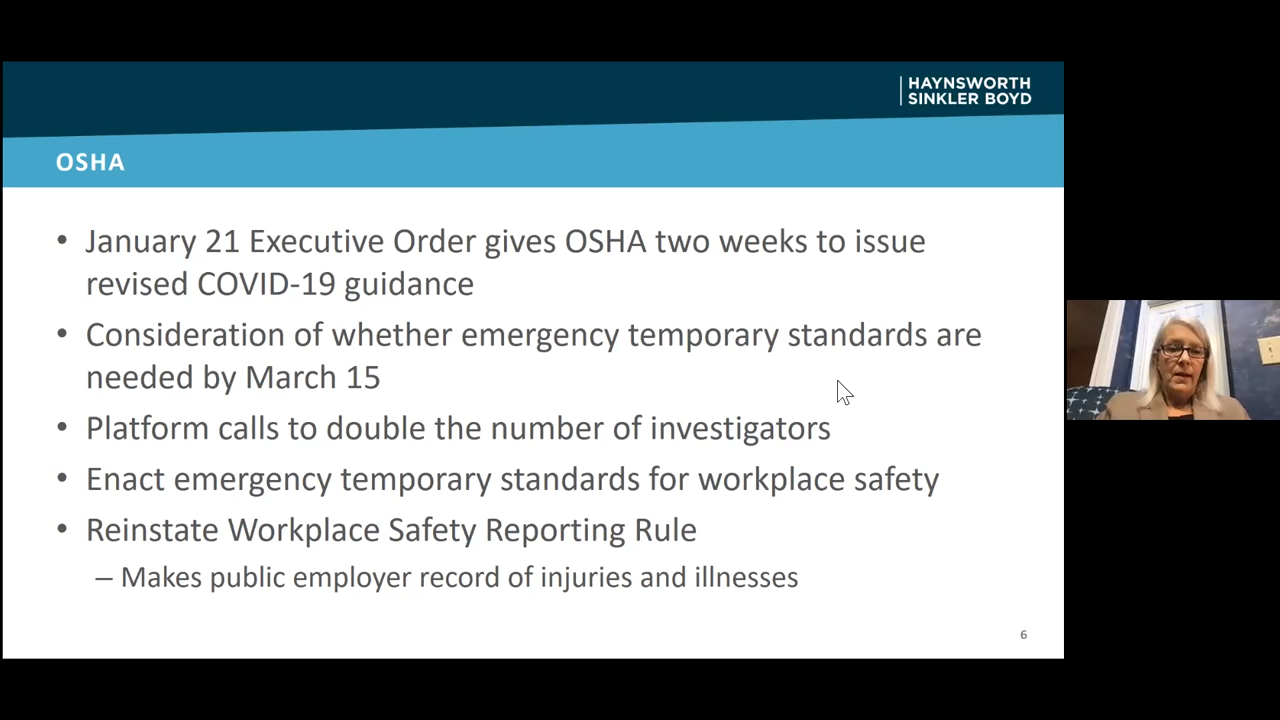 HAYNSWORTH
SINKLER BOYD
OSHA
• January 21 Executive Order gives OSHA two weeks to issue
revised COVID-19 guidance
• Consideration of whether emergency temporary standards are
needed by March 15
• Platform calls to double the number of investigators
• Enact emergency temporary standards for workplace safety
• Reinstate Workplace Safety Reporting Rule
– Makes public employer record of injuries and illnesses
6